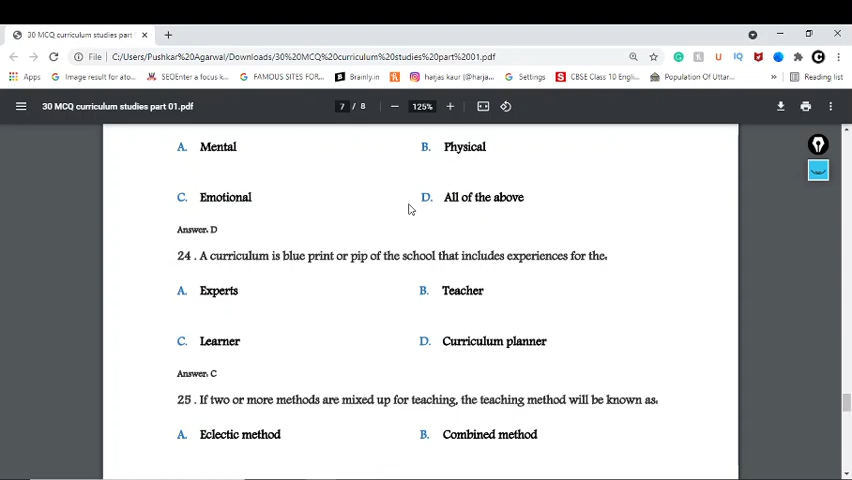 30 MCQ curriculum studies part
File C:/Users/Pushkar%20Agarwal/Downloads/30%20MCQ%20curriculum%20studies%20part%2001.pdf
Apps Image result for ato... SEOEnter a focus k... FAMOUS SITES FOR... Brainly.in harjas kaur (@harja... Settings CBSE Class 10 Engli... Population Of Uttar... » Reading list
30 MCQ curriculum studies part 01.pdf 7 / 8 125%
A. Mental B. Physical
C. Emotional D. All of the above
Answer. D
24 . A curriculum is blue print or pip of the school that includes experiences for the.
A. Experts B. Teacher
C. Learner D. Curriculum planner
Answer. C
25 . If two or more methods are mixed up for teaching, the teaching method will be known as.
A. Eclectic method B. Combined method